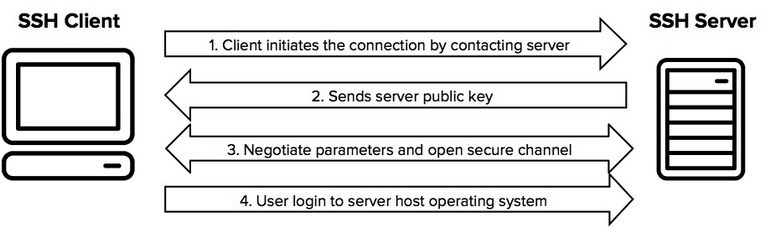 SSH Client
SSH Server
1. Client initiates the connection by contacting server
2. Sends server public key
3. Negotiate parameters and open secure channel
4. User login to server host operating system